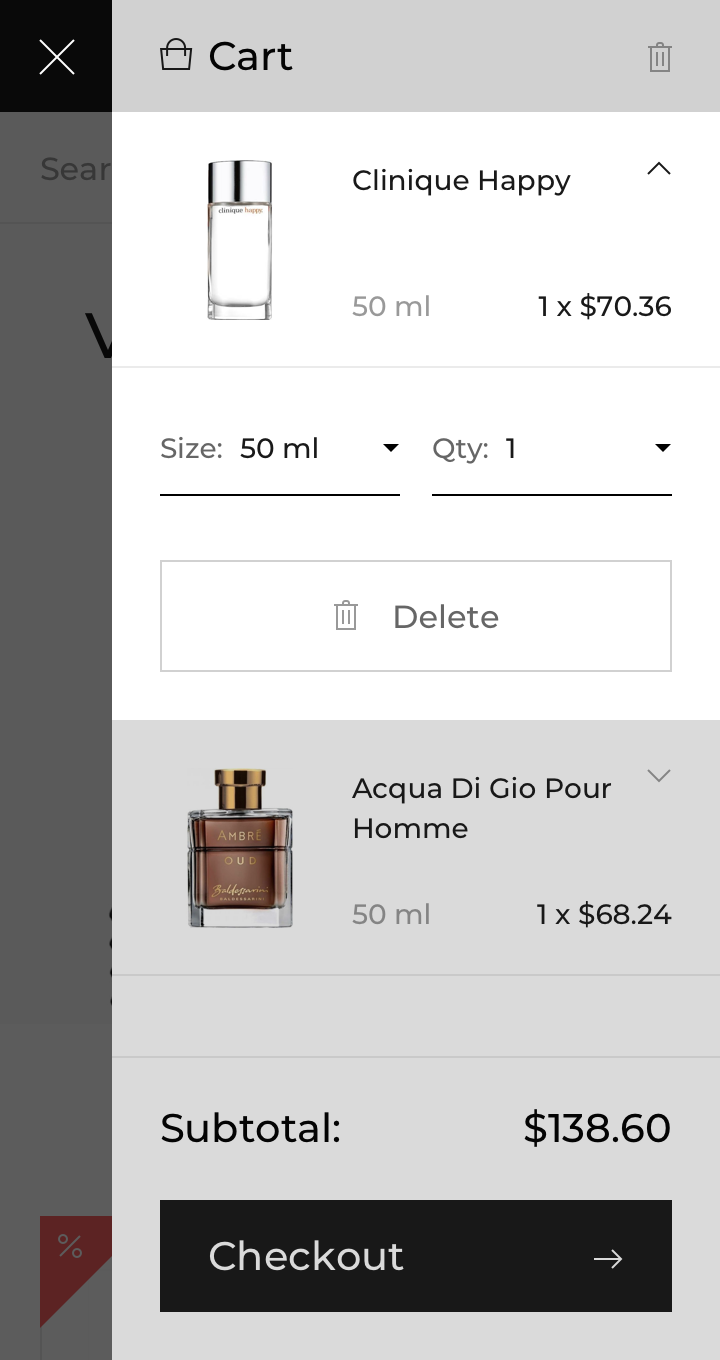 Cart
Sear
V
clinique happy.
Clinique Happy
50 ml
1 x $70.36
Size: 50 ml
Qty: 1
Delete
AMBRÉ
OUD
Baldessarini
BALDESSARINI
Acqua Di Gio Pour
Homme
50 ml
1 x $68.24
Subtotal:
$138.60
%
Checkout